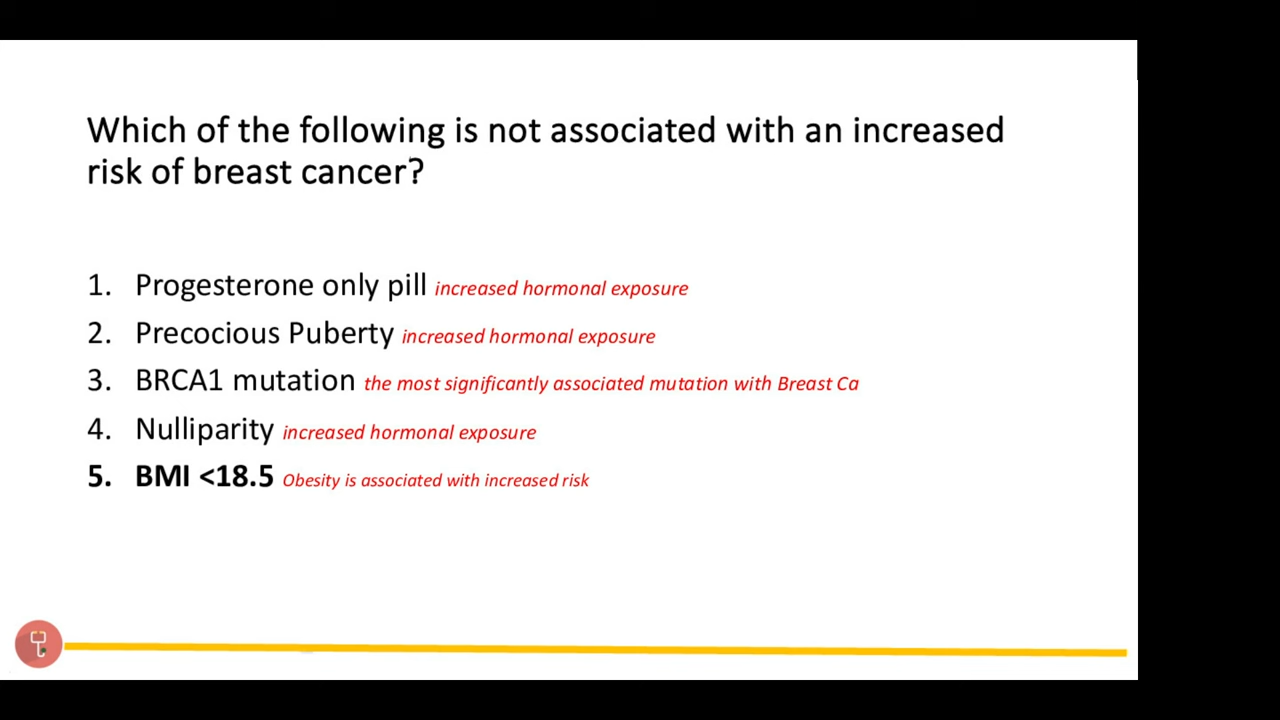 Which of the following is not associated with an increased
risk of breast cancer?
1. Progesterone only pill increased hormonal exposure
2. Precocious Puberty increased hormonal exposure
3. BRCA1 mutation the most significantly associated mutation with Breast Ca
4. Nulliparity increased hormonal exposure
5. BMI <18.5 Obesity is associated with increased risk